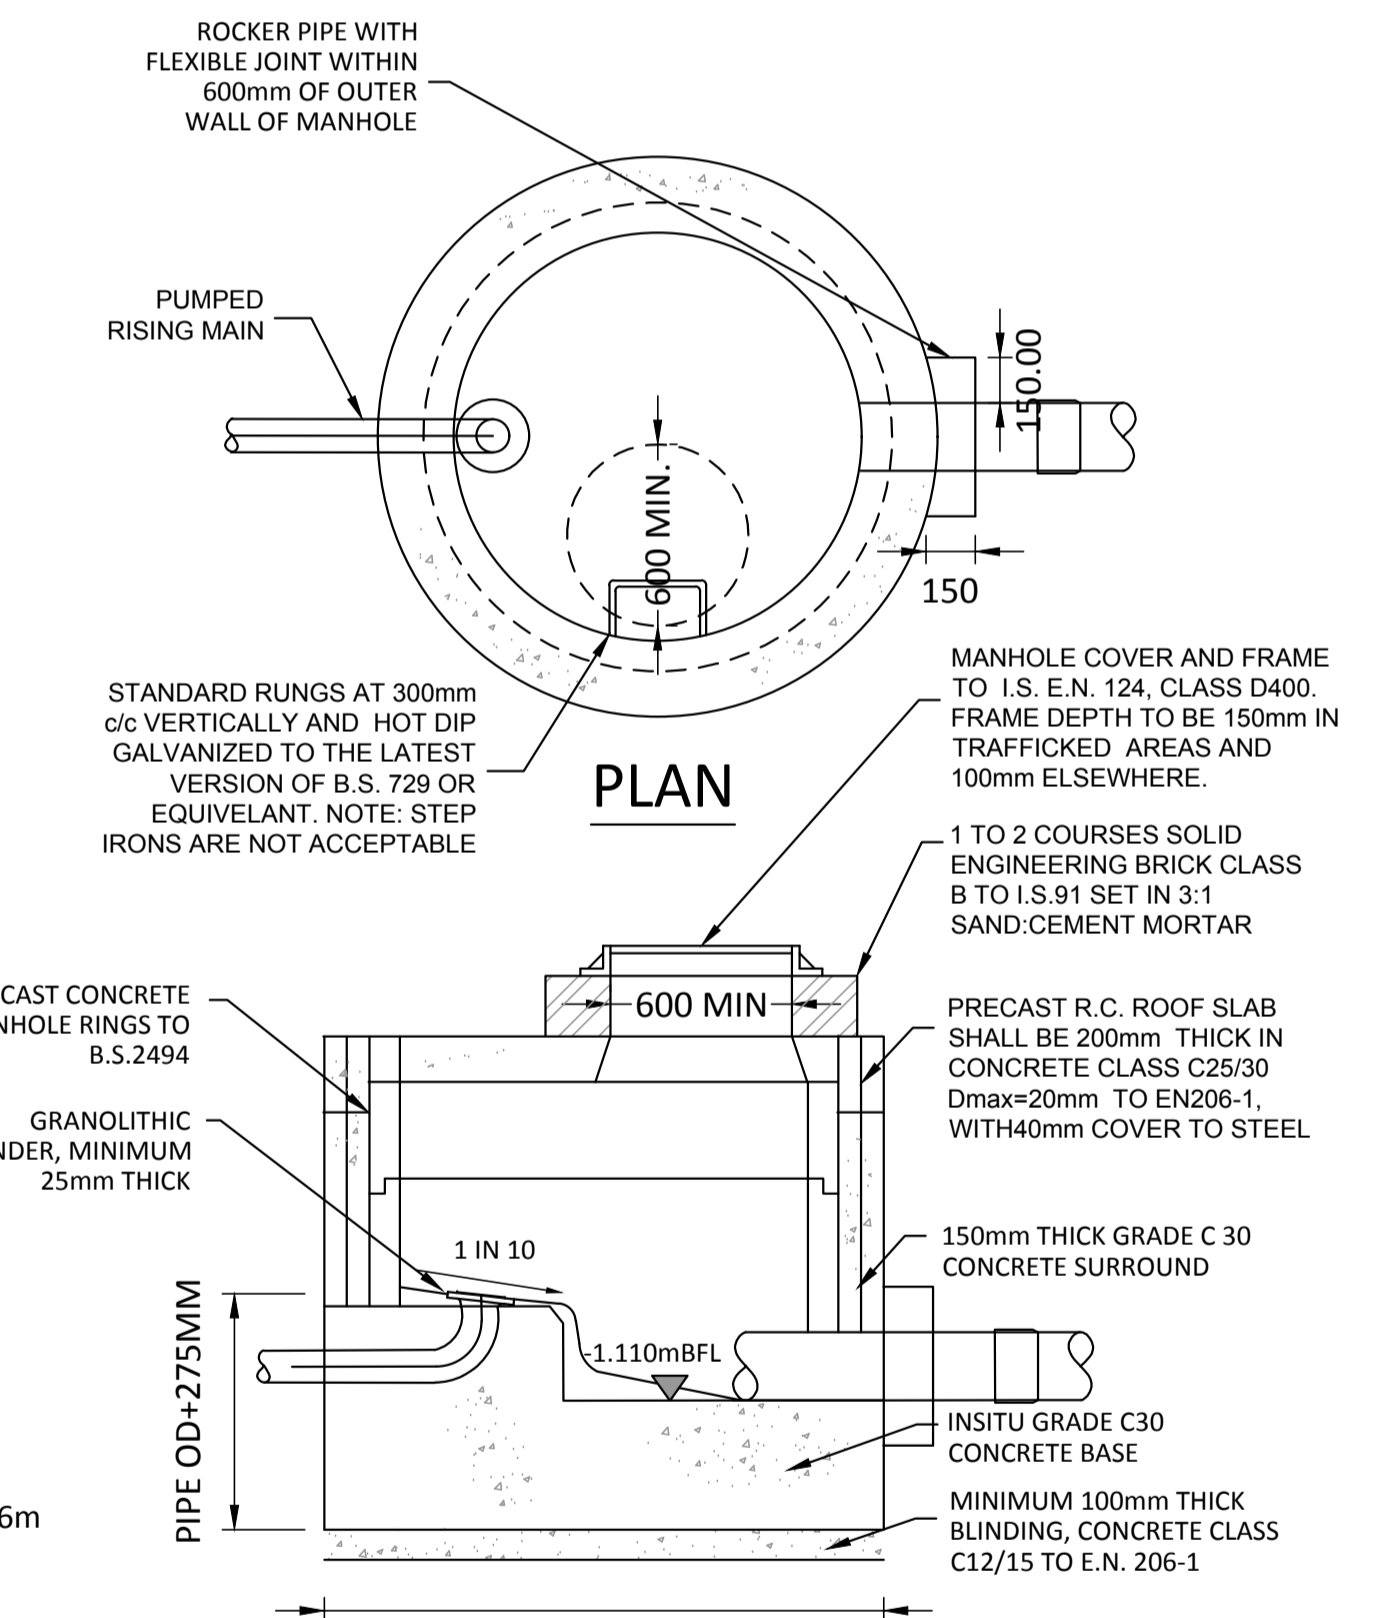 ROCKER PIPE WITH
FLEXIBLE JOINT WITHIN
600mm OF OUTER
WALL OF MANHOLE
PUMPED
RISING MAIN
150.00
600 MIN.
150
STANDARD RUNGS AT 300mm
c/c VERTICALLY AND HOT DIP
GALVANIZED TO THE LATEST
VERSION OF B.S. 729 OR
EQUIVELANT. NOTE: STEP
IRONS ARE NOT ACCEPTABLE
PLAN
MANHOLE COVER AND FRAME
TO I.S. E.N. 124, CLASS D400.
FRAME DEPTH TO BE 150mm IN
TRAFFICKED AREAS AND
100mm ELSEWHERE.
1 TO 2 COURSES SOLID
ENGINEERING BRICK CLASS
B TO I.S.91 SET IN 3:1
SAND:CEMENT MORTAR
CAST CONCRETE
NHOLE RINGS TO
B.S.2494
600 MIN
PRECAST R.C. ROOF SLAB
SHALL BE 200mm THICK IN
CONCRETE CLASS C25/30
Dmax=20mm TO EN206-1,
WITH40mm COVER TO STEEL
GRANOLITHIC
NDER, MINIMUM
25mm THICK
1 IN 10
150mm THICK GRADE C 30
CONCRETE SURROUND
PIPE OD+275MM
-1.110mBFL
INSITU GRADE C30
CONCRETE BASE
6m
MINIMUM 100mm THICK
BLINDING, CONCRETE CLASS
C12/15 TO E.N. 206-1